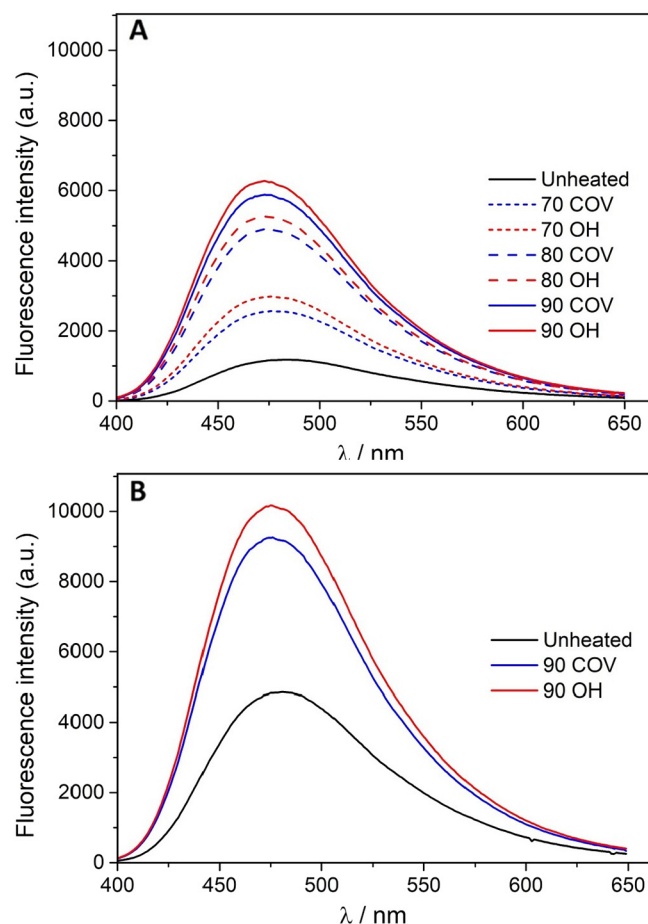 A
Fluorescence intensity (a.u.)
10000
8000
6000
4000
2000
0
Unheated
70 COV
70 OH
80 COV
80 OH
90 COV
90 OH
400 450 500 550 600 650
λ / nm
B
Fluorescence intensity (a.u.)
10000
8000
6000
4000
2000
0
Unheated
90 COV
90 OH
400 450 500 550 600 650
λ / nm